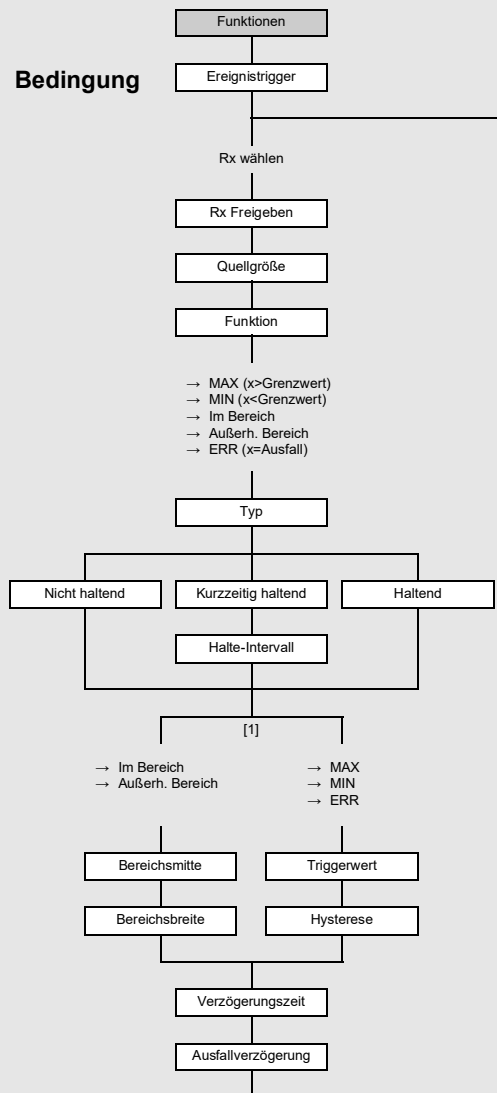 Funktionen
Bedingung
Ereignistrigger
Rx wählen
Rx Freigeben
Quellgröße
Funktion
→ MAX (x>Grenzwert)
→ MIN (x<Grenzwert)
→ Im Bereich
→ Außerh. Bereich
→ ERR (x=Ausfall)
Typ
Nicht haltend
Kurzzeitig haltend
Haltend
Halte-Intervall
[1]
→ Im Bereich
→ Außerh. Bereich
→ MAX
→ MIN
→ ERR
Bereichsmitte
Triggerwert
Bereichsbreite
Hysterese
Verzögerungszeit
Ausfallverzögerung